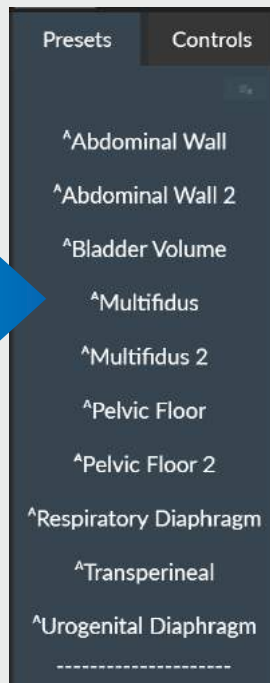 Presets Controls
^Abdominal Wall
^Abdominal Wall 2
^Bladder Volume
^Multifidus
^Multifidus 2
^Pelvic Floor
^Pelvic Floor 2
^Respiratory Diaphragm
^Transperineal
^Urogenital Diaphragm
---------------------